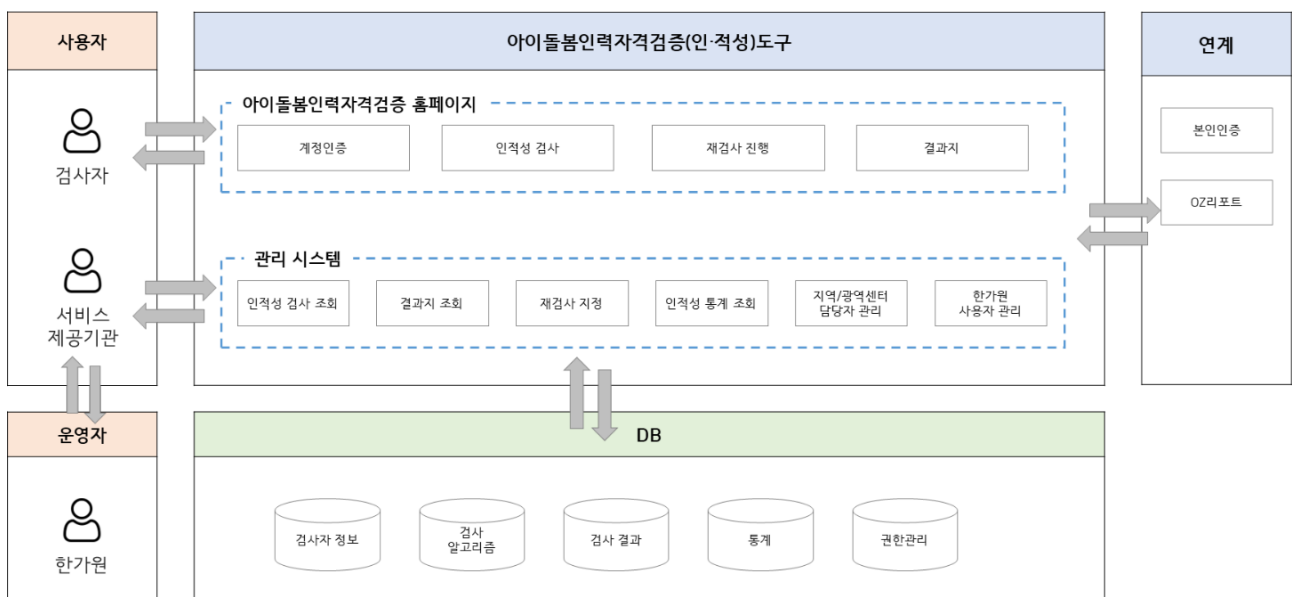 사용자
아이돌봄인력자격검증(인·적성)도구
연계
검사자
서비스
제공기관
아이돌봄인력자격검증 홈페이지
계정인증
인적성 검사
재검사 진행
결과지
관리 시스템
인적성 검사 조회
결과지 조회
재검사 지정
인적성 통계 조회
지역/광역센터
담당자 관리
한가원
사용자 관리
본인인증
OZ리포트
운영자
한가원
DB
검사자 정보
검사
알고리즘
검사 결과
통계
권한관리